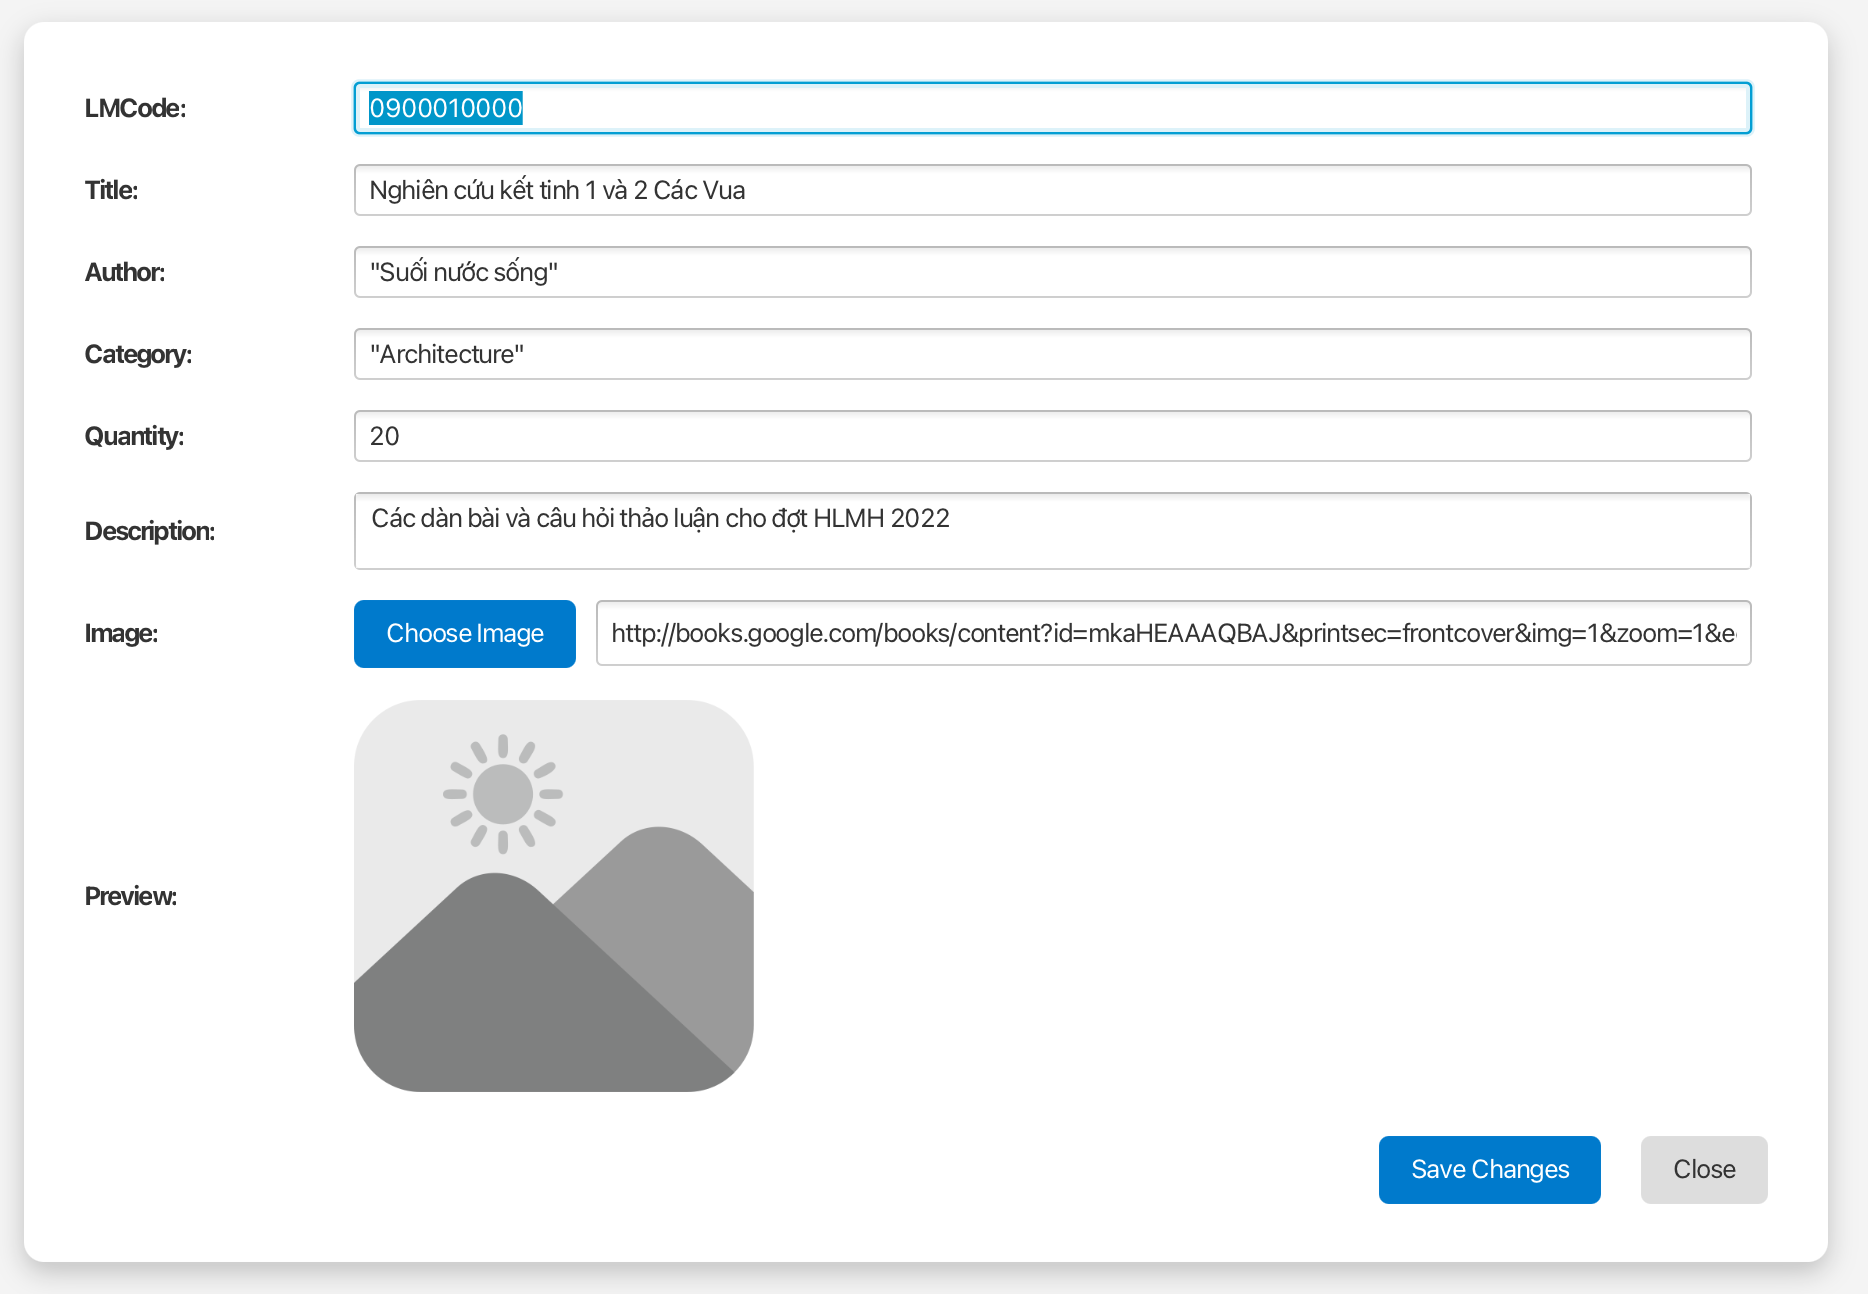 LMCode: 0900010000
Title: Nghiên cứu kết tinh 1 và 2 Các Vua
Author: "Suối nước sống"
Category: "Architecture"
Quantity: 20
Description: Các dàn bài và câu hỏi thảo luận cho đợt HLMH 2022
Image: Choose Image http://books.google.com/books/content?id=mkaHEAAAQBAJ&printsec=frontcover&img=1&zoom=1&e
Preview:
Save Changes Close